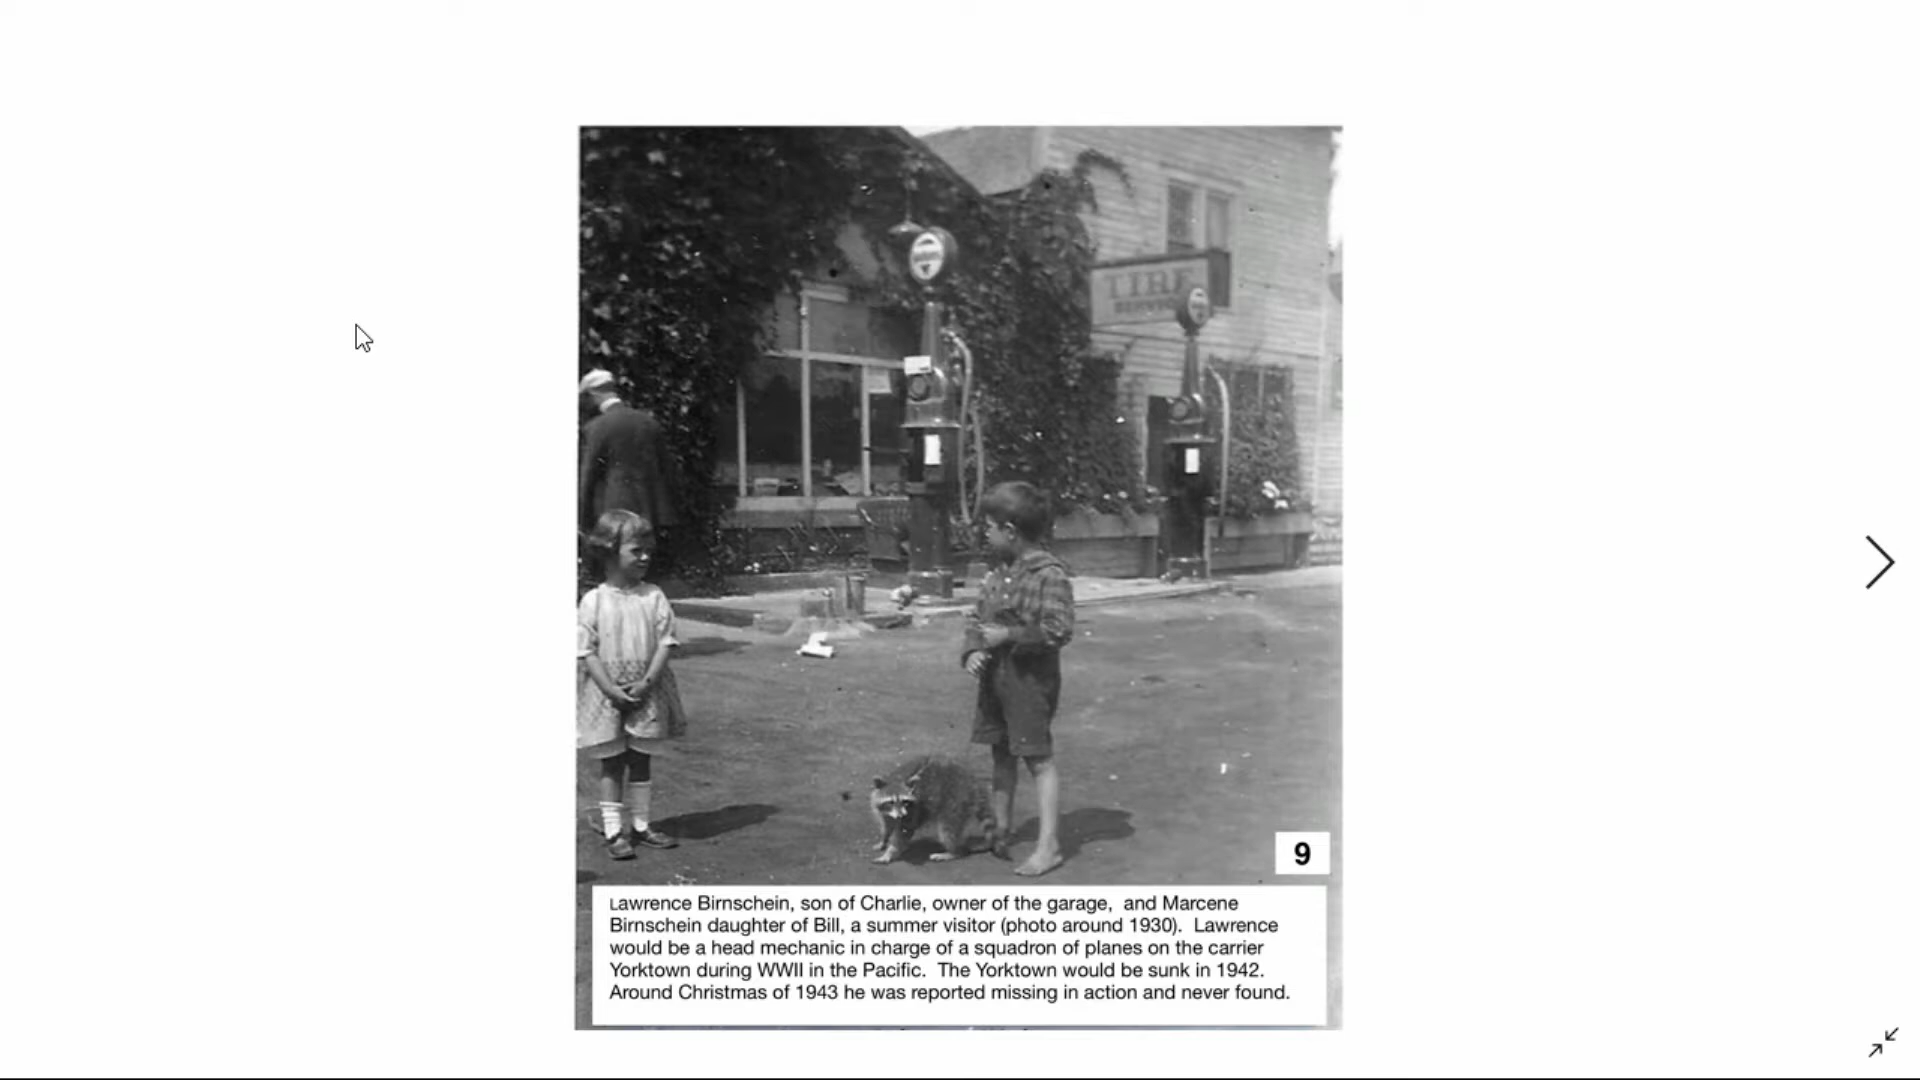 TIRE
9
Lawrence Birnschein, son of Charlie, owner of the garage,  and Marcene
Birnschein daughter of Bill, a summer visitor (photo around 1930).  Lawrence
would be a head mechanic in charge of a squadron of planes on the carrier
Yorktown during WWII in the Pacific.  The Yorktown would be sunk in 1942.
Around Christmas of 1943 he was reported missing in action and never found.